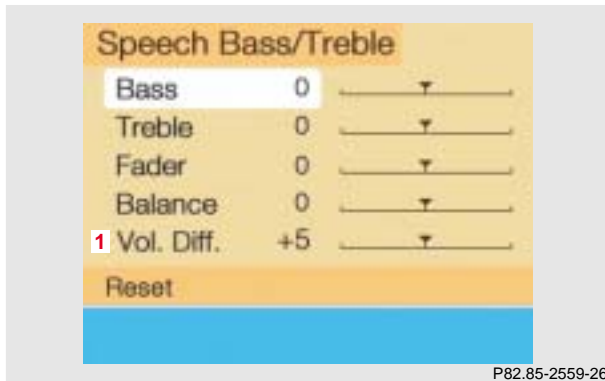 Speech Bass/Treble
Bass 0
Treble 0
Fader 0
Balance 0
1 Vol. Diff. +5
Reset
P82.85-2559-26